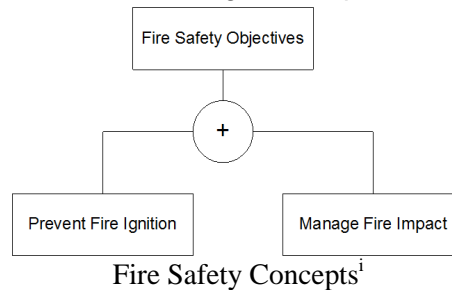 Fire Safety Objectives
+
Prevent Fire Ignition
Manage Fire Impact
Fire Safety Concepts i